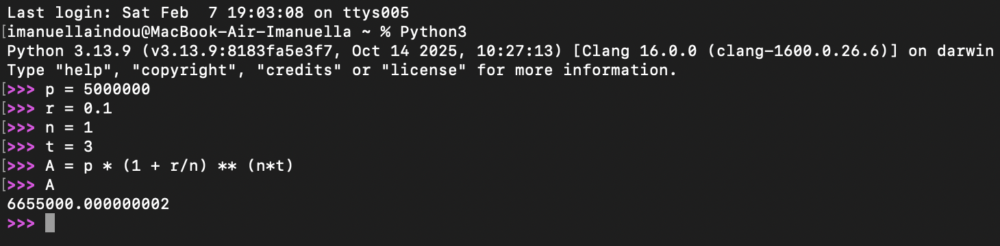 Last login: Sat Feb  7 19:03:08 on ttys005
[imanuellaindou@MacBook-Air-Imanuella ~ % Python3
Python 3.13.9 (v3.13.9:8183fa5e3f7, Oct 14 2025, 10:27:13) [Clang 16.0.0 (clang-1600.0.26.6)] on darwin
Type "help", "copyright", "credits" or "license" for more information.
[>>> p = 5000000
[>>> r = 0.1
[>>> n = 1
[>>> t = 3
[>>> A = p * (1 + r/n) ** (n*t)
[>>> A
6655000.000000002
>>>